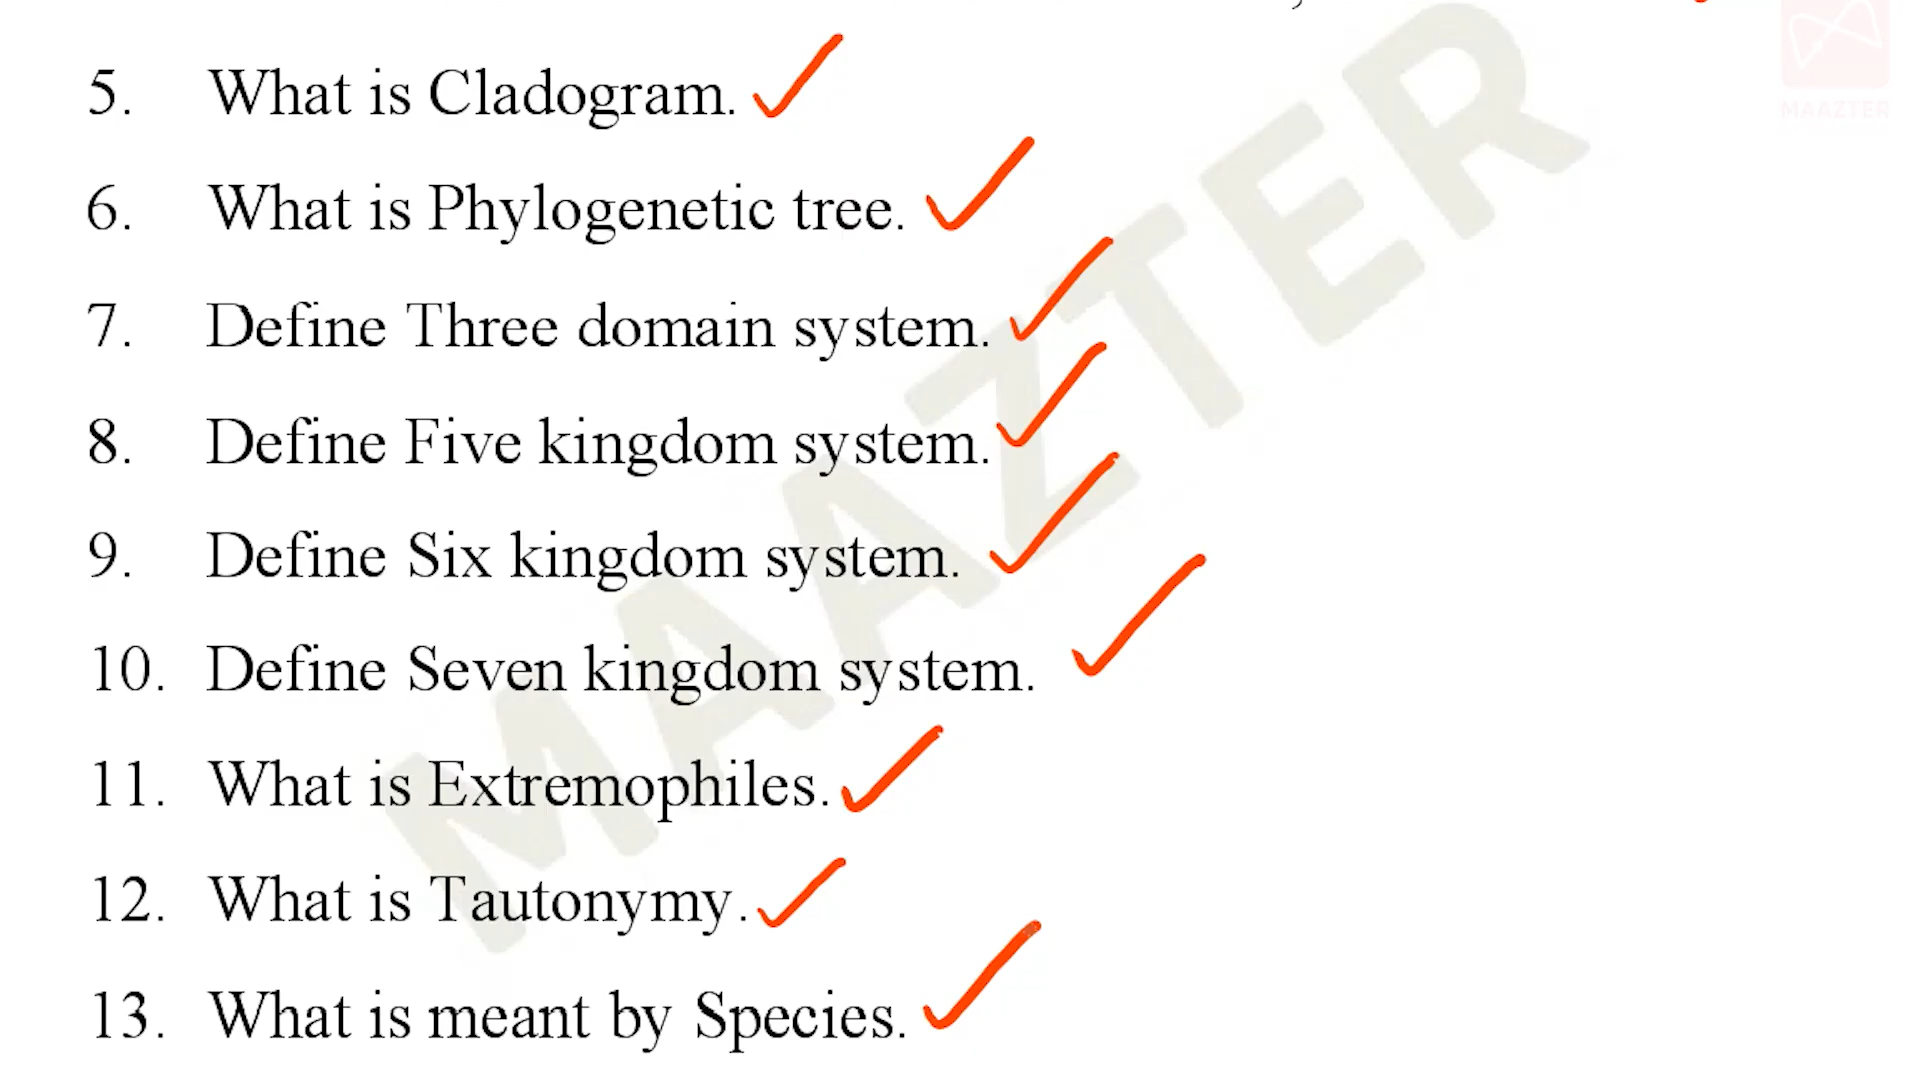 MAAZTER
5. What is Cladogram.
6. What is Phylogenetic tree.
7. Define Three domain system.
8. Define Five kingdom system.
9. Define Six kingdom system.
10. Define Seven kingdom system.
11. What is Extremophiles.
12. What is Tautonymy.
13. What is meant by Species.
MAAZTER